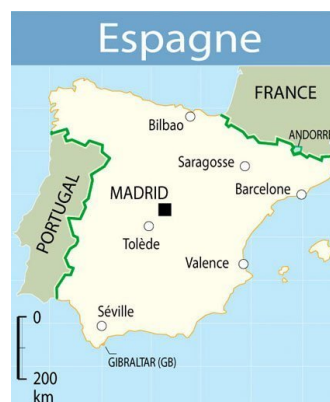 Espagne
FRANCE
Bilbao
ANDORRE
Saragosse
Barcelone
MADRID
PORTUGAL
Tolède
Valence
Séville
0
GIBRALTAR (GB)
200
km